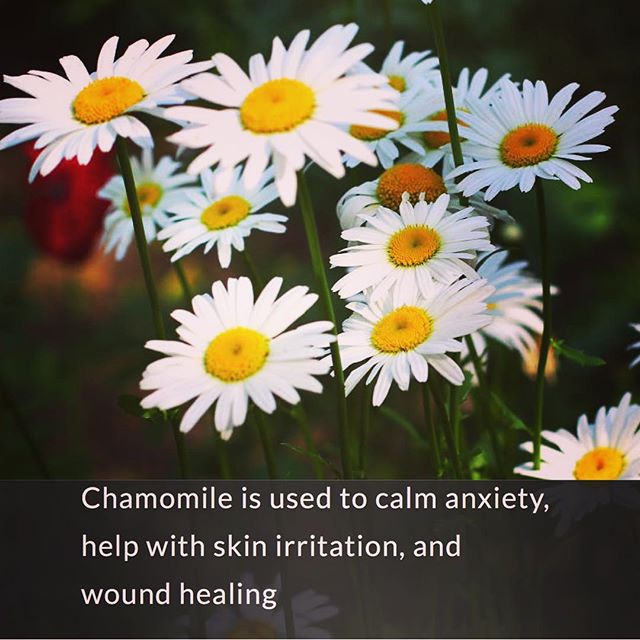 Chamomile is used to calm anxiety,
help with skin irritation, and
wound healing